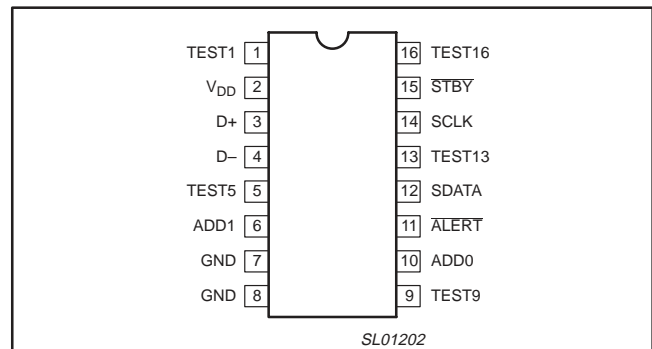 TEST1 1 16 TEST16
VDD 2 15 STBY
D+ 3 14 SCLK
D– 4 13 TEST13
TEST5 5 12 SDATA
ADD1 6 11 ALERT
GND 7 10 ADD0
GND 8 9 TEST9
SL01202